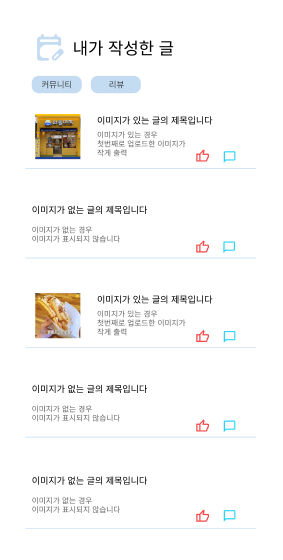 내가 작성한 글
커뮤니티
리뷰
이미지가 있는 글의 제목입니다
이미지가 있는 경우
첫번째로 업로드한 이미지가
작게 출력
이미지가 없는 글의 제목입니다
이미지가 없는 경우
이미지가 표시되지 않습니다
이미지가 있는 글의 제목입니다
이미지가 있는 경우
첫번째로 업로드한 이미지가
작게 출력
이미지가 없는 글의 제목입니다
이미지가 없는 경우
이미지가 표시되지 않습니다
이미지가 없는 글의 제목입니다
이미지가 없는 경우
이미지가 표시되지 않습니다